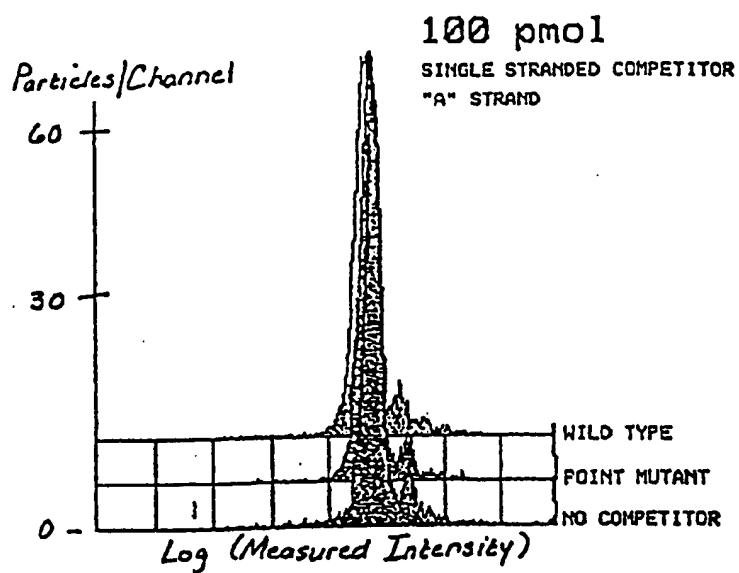 100 pmol
SINGLE STRANDED COMPETITOR
"A" STRAND
Particles/Channel
60
30
0
WILD TYPE
POINT MUTANT
NO COMPETITOR
Log (Measured Intensity)